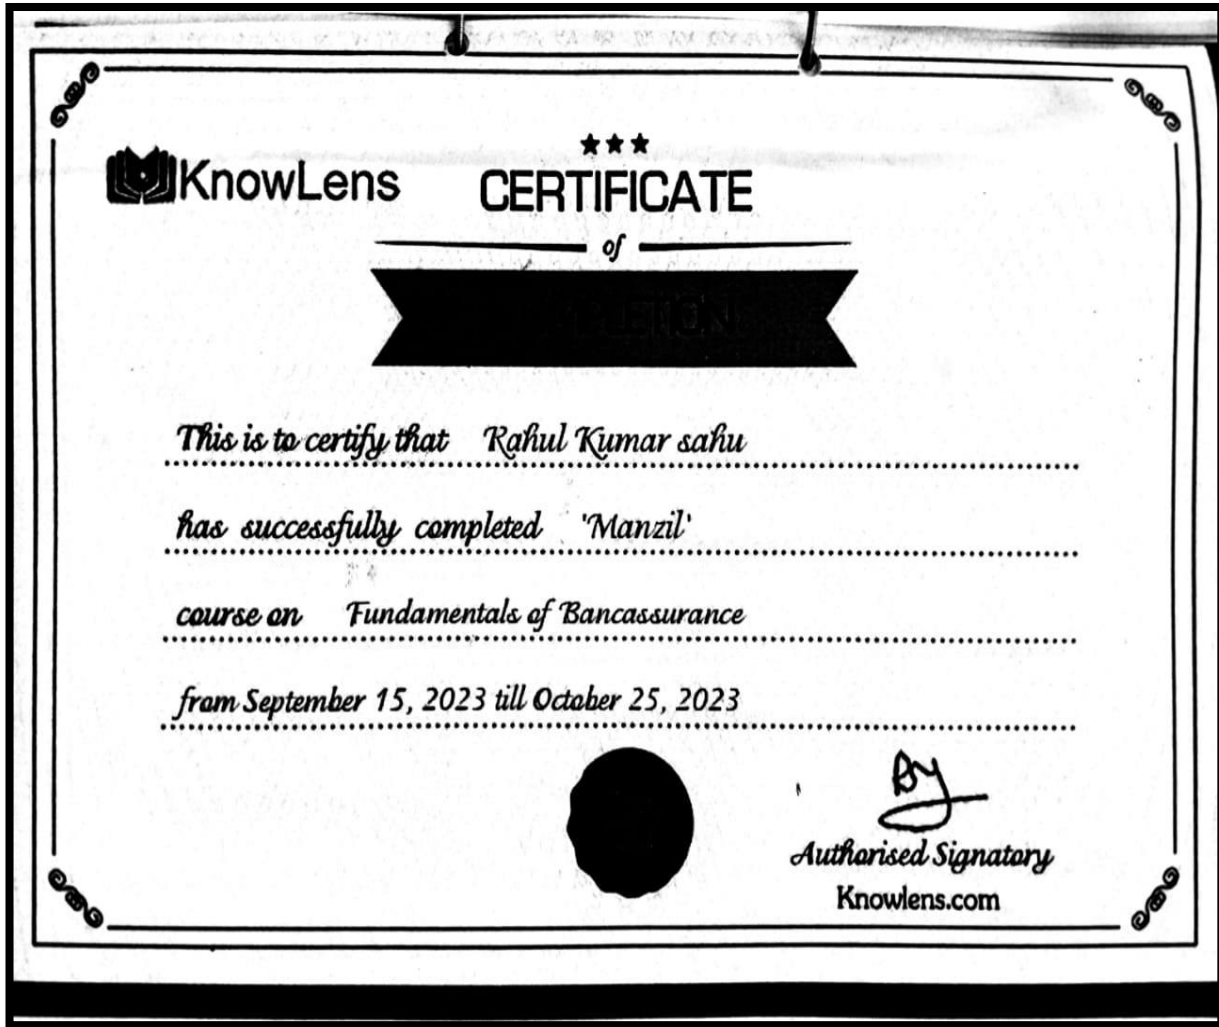 KnowLens
CERTIFICATE
of
PLETION
This is to certify that Rahul Kumar sahu
has successfully completed 'Manzil'
course on Fundamentals of Bancassurance
from September 15, 2023 till October 25, 2023
Authorised Signatory
Knowlens.com